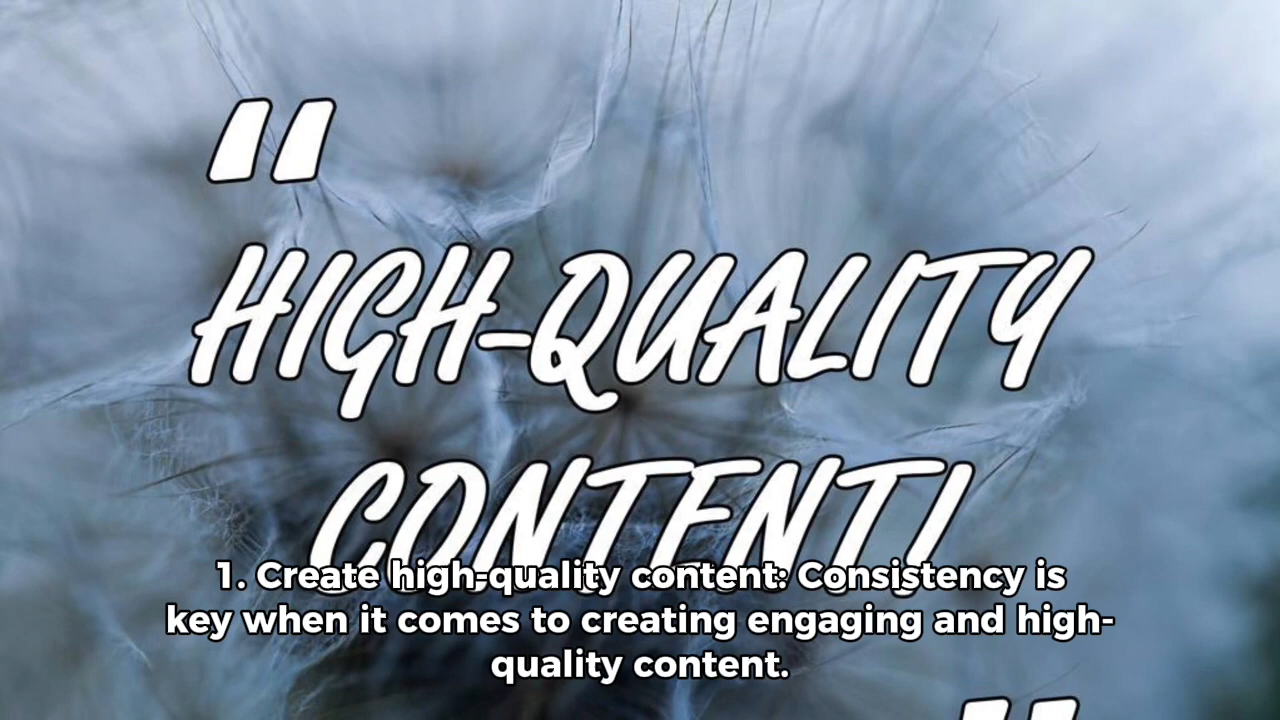 "
HIGH-QUALITY
CONTENT!
1. Create high-quality content: Consistency is
key when it comes to creating engaging and high-
quality content.
"